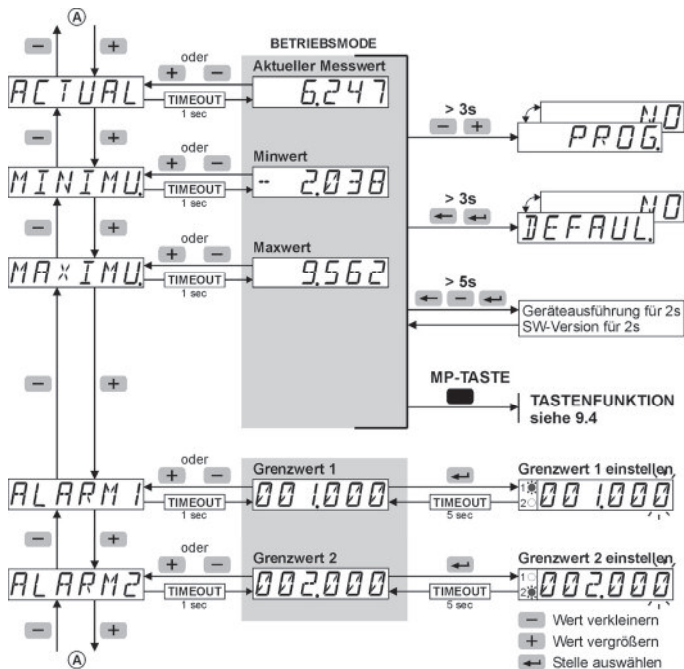 A
BETRIEBSMODE
oder
+ -
Aktueller Messwert
- +
ACTUAL
TIMEOUT
1 sec
6.247
> 3s
- +
NO
PROG.
- +
oder
+ -
Minwert
MINIMU.
TIMEOUT
1 sec
- 2.038
> 3s
NO
DEFAUL.
- +
oder
+ -
Maxwert
MAXIMU.
TIMEOUT
1 sec
9.562
> 5s
-
Geräteausführung für 2s
SW-Version für 2s
- +
MP-TASTE
TASTENFUNKTION
siehe 9.4
oder
+ -
Grenzwert 1
Grenzwert 1 einstellen
ALARM1
TIMEOUT
1 sec
001.000
TIMEOUT
5 sec
1
2
001.000
- +
oder
+ -
Grenzwert 2
Grenzwert 2 einstellen
ALARM2
TIMEOUT
1 sec
002.000
TIMEOUT
5 sec
1
2
002.000
- +
A
- Wert verkleinern
+ Wert vergrößern
Stelle auswählen